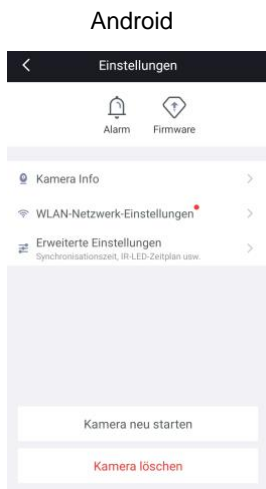 Android
Einstellungen
Alarm Firmware
Kamera Info
WLAN-Netzwerk-Einstellungen
Erweiterte Einstellungen
Synchronisationszeit, IR-LED-Zeitplan usw.
Kamera neu starten
Kamera löschen